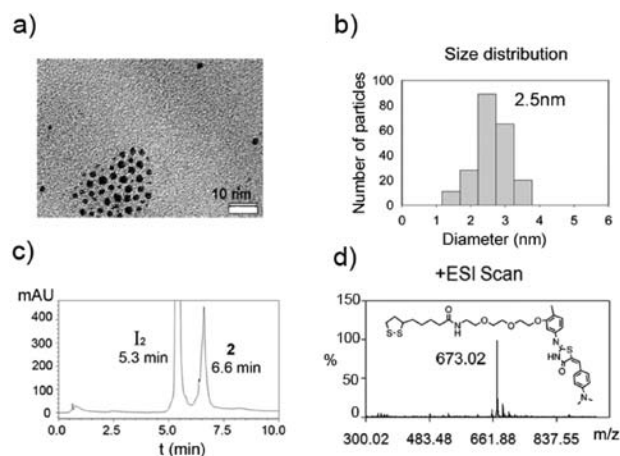 a)
10 nm
b)
Size distribution
Number of particles
100
80
60
40
20
0
2.5nm
0 1 2 3 4 5 6
Diameter (nm)
c)
mAU
400
300
200
100
0
I2
5.3 min
2
6.6 min
0.0 2.5 5.0 7.5 10.0
t (min)
d)
+ESI Scan
150
100
50
0
%
673.02
S-S
O
N
H
O
O
O
N
S
HN
O
N
300.02 483.48 661.88 837.55
m/z